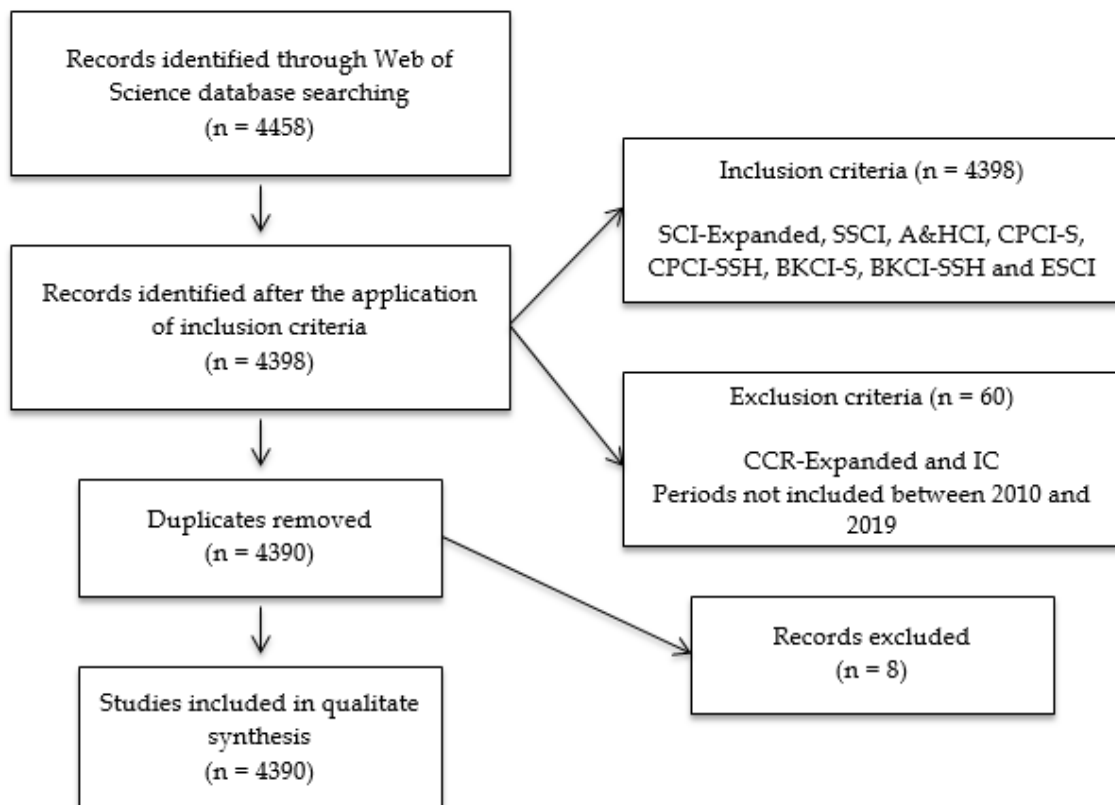 Records identified through Web of
Science database searching
(n = 4458)
Inclusion criteria (n = 4398)
SCI-Expanded, SSCI, A&HCI, CPCI-S,
CPCI-SSH, BKCI-S, BKCI-SSH and ESCI
Records identified after the application
of inclusion criteria
(n = 4398)
Exclusion criteria (n = 60)
CCR-Expanded and IC
Periods not included between 2010 and
2019
Duplicates removed
(n = 4390)
Records excluded
(n = 8)
Studies included in qualitate
synthesis
(n = 4390)